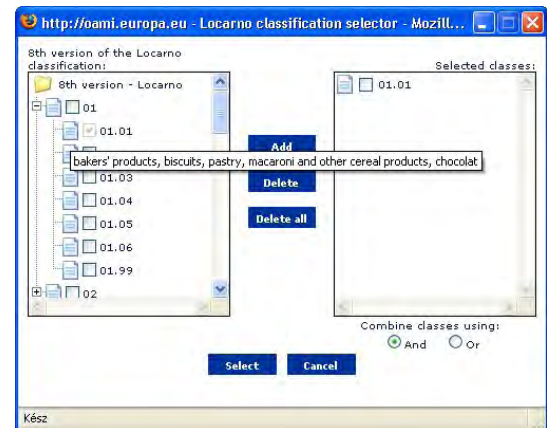 http://oami.europa.eu - Locarno classification selector - Mozill...
8th version of the Locarno
classification:
Selected classes:
8th version - Locarno
01
01.01
01.01
Add
bakers' products, biscuits, pastry, macaroni and other cereal products, chocolat
01.03
Delete
01.04
01.05
Delete all
01.06
01.99
02
Combine classes using:
And Or
Select Cancel
Kész